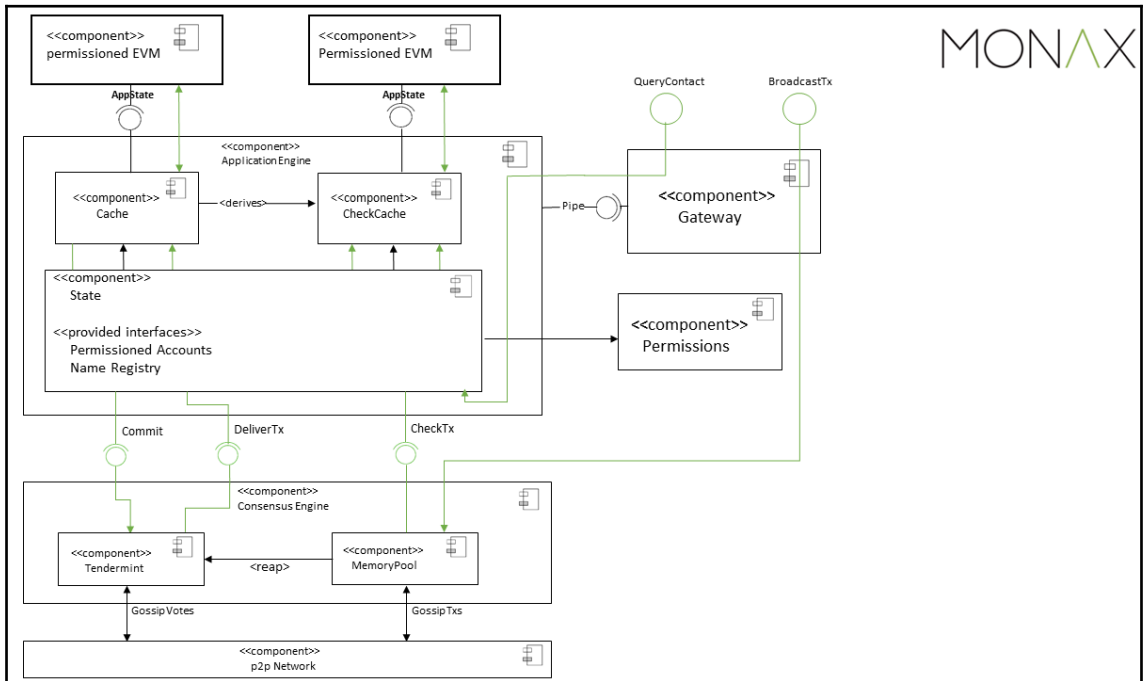 MONAX
<<component>>
permissioned EVM
<<component>>
Permissioned EVM
AppState
AppState
QueryContact
BroadcastTx
<<component>>
ApplicationEngine
<<component>>
Cache
<derives>
<<component>>
CheckCache
Pipe
<<component>>
Gateway
<<component>>
State
<<provided interfaces>>
Permissioned Accounts
Name Registry
<<component>>
Permissions
Commit
DeliverTx
CheckTx
<<component>>
Consensus Engine
<<component>>
Tendermint
<reap>
<<component>>
MemoryPool
GossipVotes
GossipTxs
<<component>>
p2p Network